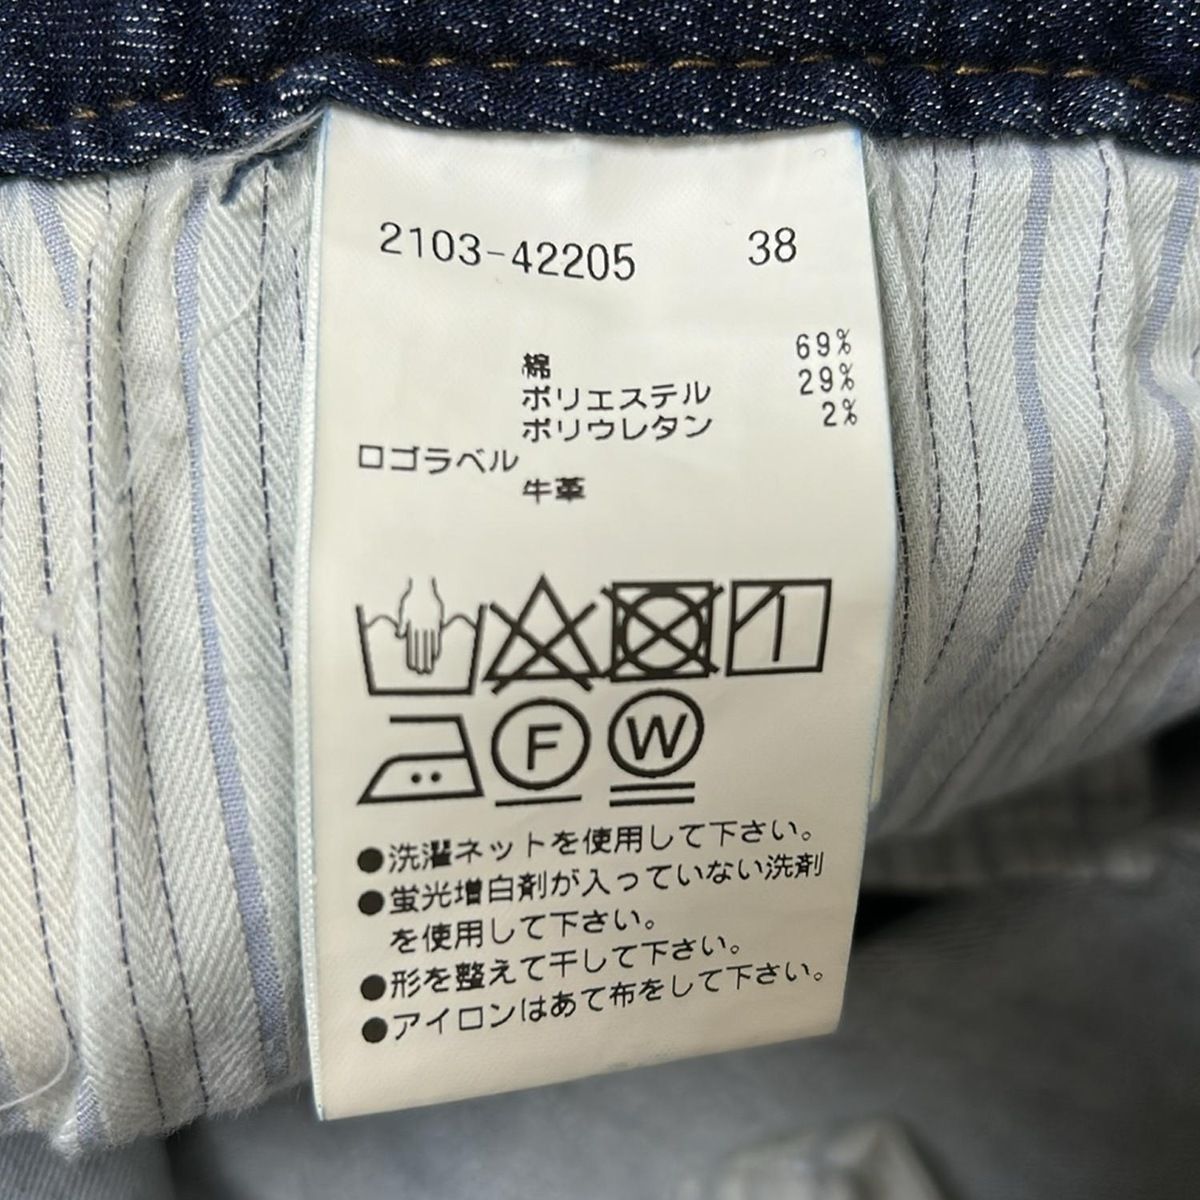 2103-42205 38
綿 69%
ポリエステル 29%
ポリウレタン 2%
ロゴラベル
牛革
F W
●洗濯ネットを使用して下さい。
●蛍光増白剤が入っていない洗剤
を使用して下さい。
●形を整えて干して下さい。
●アイロンはあて布をして下さい。